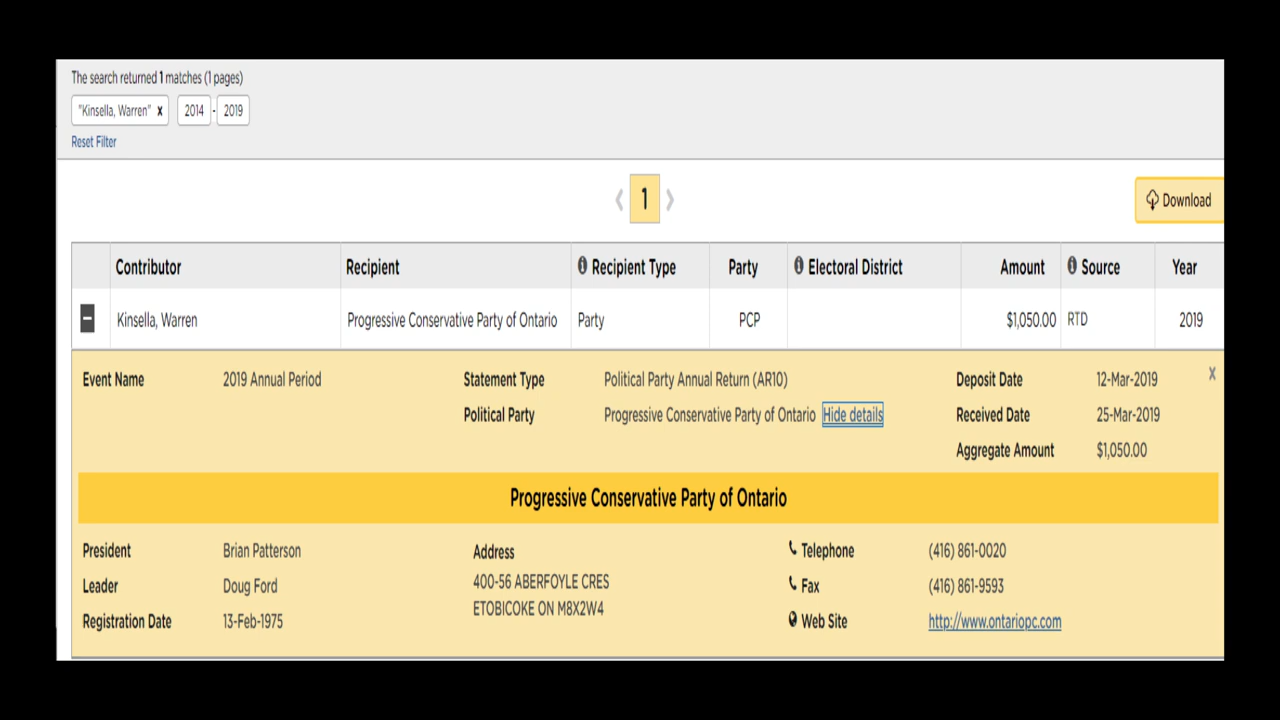 The search returned 1 matches (1 pages)
"Kinsella, Warren" x 2014 - 2019
Reset Filter
‹ 1 ›
Download
Contributor Recipient Recipient Type Party Electoral District Amount Source Year
Kinsella, Warren Progressive Conservative Party of Ontario Party PCP $1,050.00 RTD 2019
Event Name 2019 Annual Period Statement Type Political Party Annual Return (AR10) Deposit Date 12-Mar-2019 x
Political Party Progressive Conservative Party of Ontario Hide details Received Date 25-Mar-2019
Aggregate Amount $1,050.00
Progressive Conservative Party of Ontario
President Brian Patterson Address Telephone (416) 861-0020
Leader Doug Ford 400-56 ABERFOYLE CRES Fax (416) 861-9593
Registration Date 13-Feb-1975 ETOBICOKE ON M8X2W4 Web Site http://www.ontariopc.com